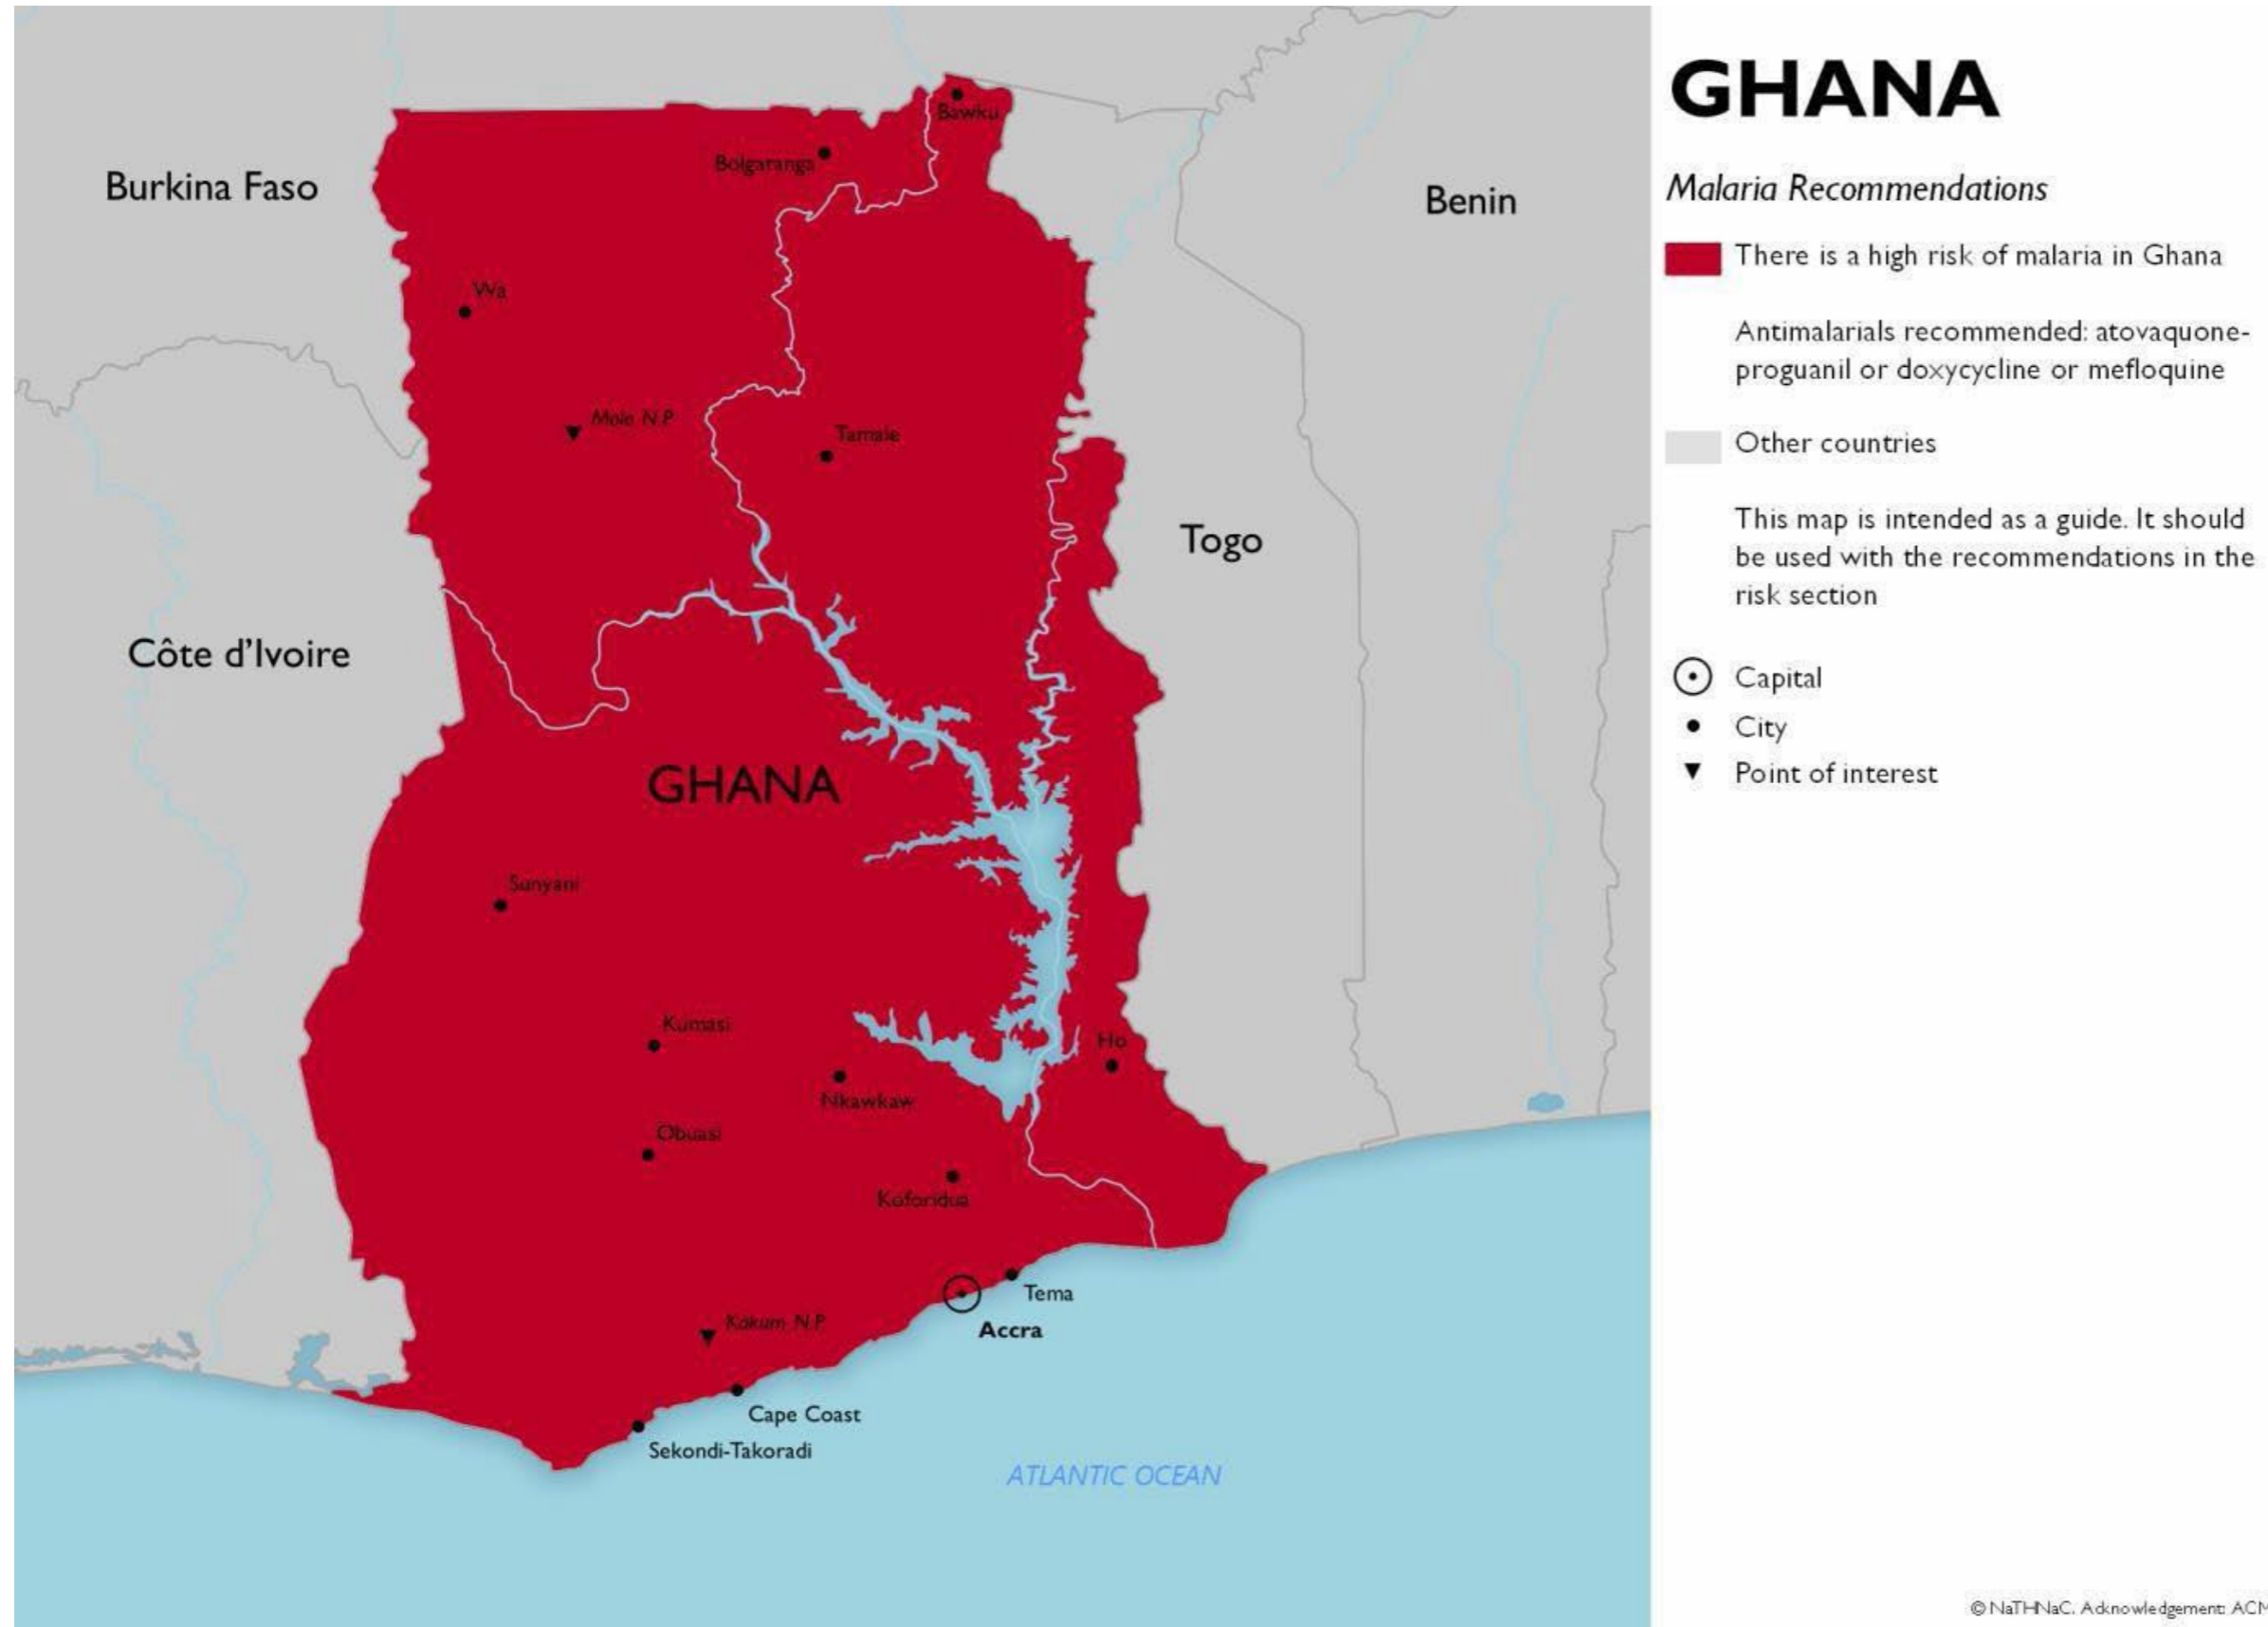 GHANA
Malaria Recommendations
There is a high risk of malaria in Ghana
Antimalarials recommended: atovaquone-
proguanil or doxycycline or mefloquine
Other countries
This map is intended as a guide. It should
be used with the recommendations in the
risk section
Capital
City
Point of interest
Bawku
Bolgatanga
Burkina Faso
Benin
Wa
Mole N.P.
Tamale
Togo
Côte d'Ivoire
GHANA
Sunyani
Kumasi
Ho
Nkawkaw
Obuasi
Koforidua
Tema
Kakum N.P.
Accra
Cape Coast
Sekondi-Takoradi
ATLANTIC OCEAN
© NaTHNaC. Acknowledgement: ACM